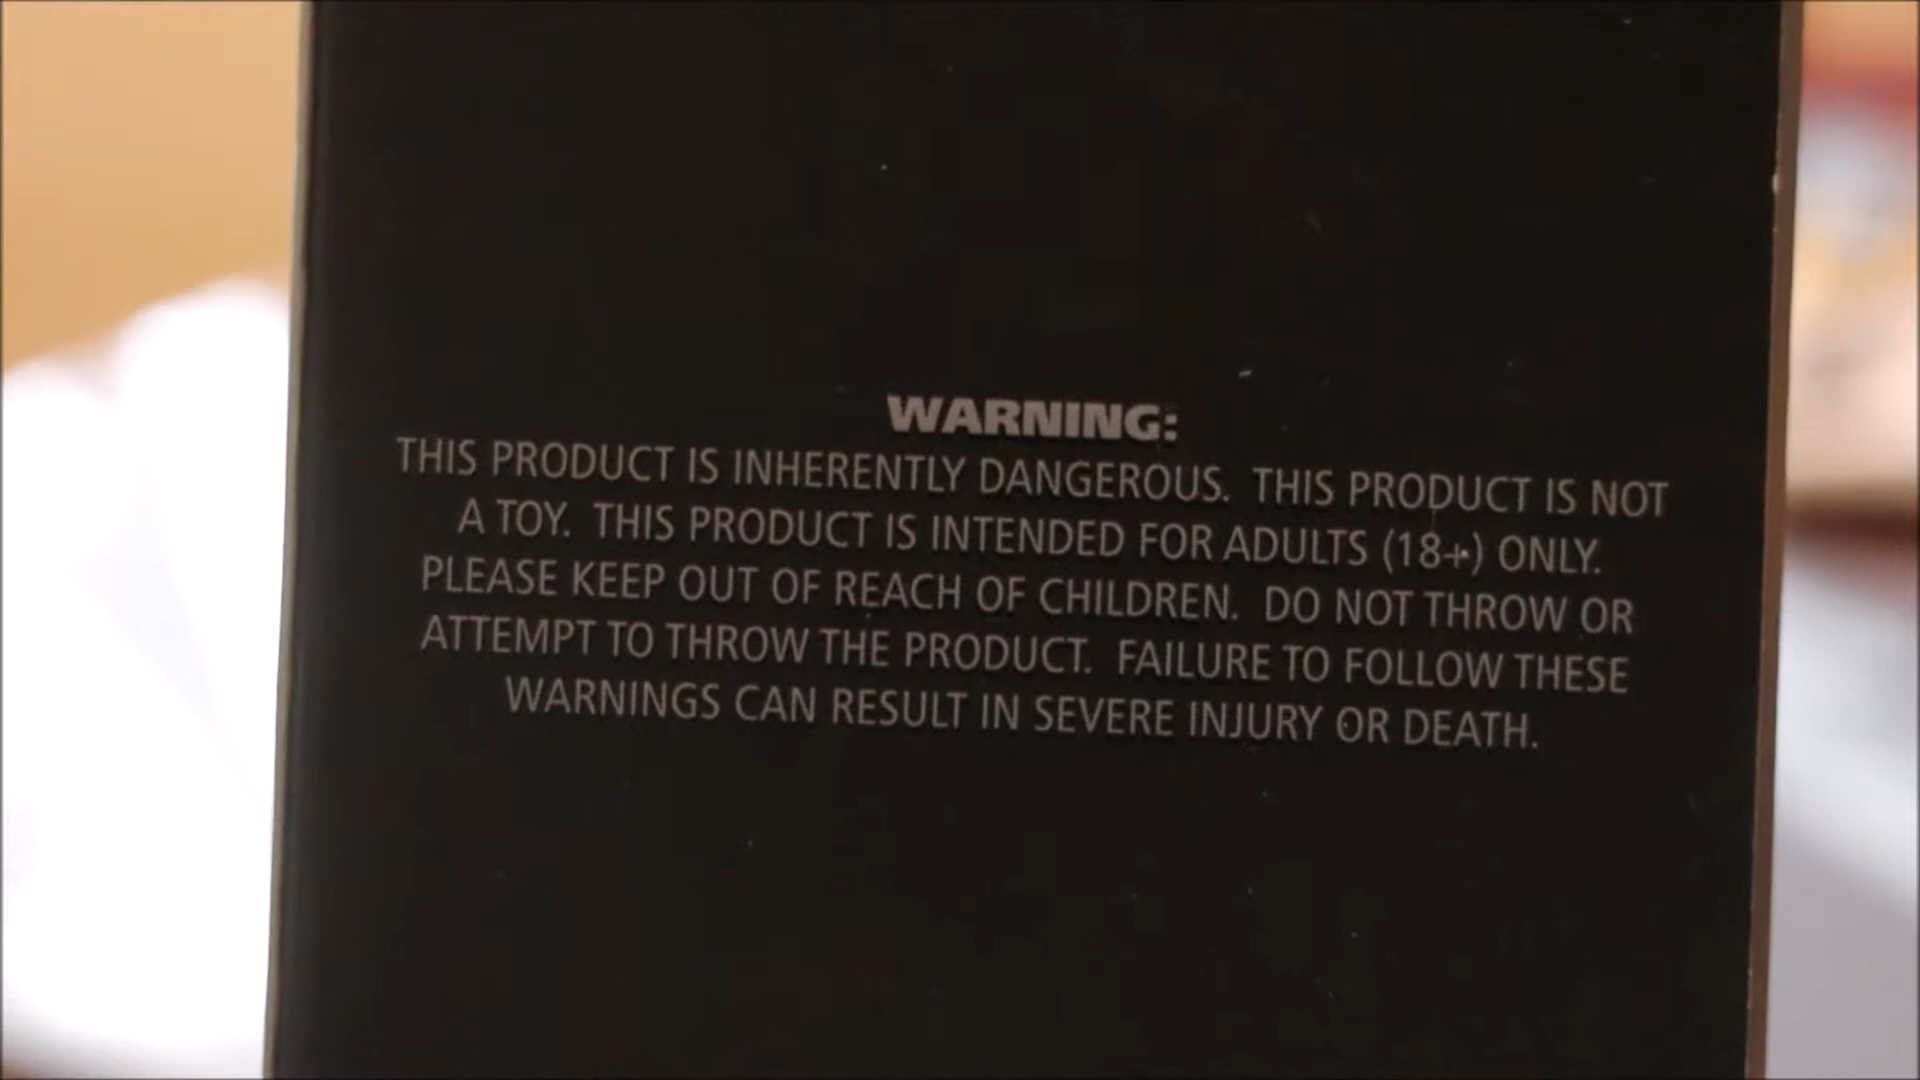 WARNING:
THIS PRODUCT IS INHERENTLY DANGEROUS. THIS PRODUCT IS NOT
A TOY. THIS PRODUCT IS INTENDED FOR ADULTS (18+) ONLY.
PLEASE KEEP OUT OF REACH OF CHILDREN. DO NOT THROW OR
ATTEMPT TO THROW THE PRODUCT. FAILURE TO FOLLOW THESE
WARNINGS CAN RESULT IN SEVERE INJURY OR DEATH.